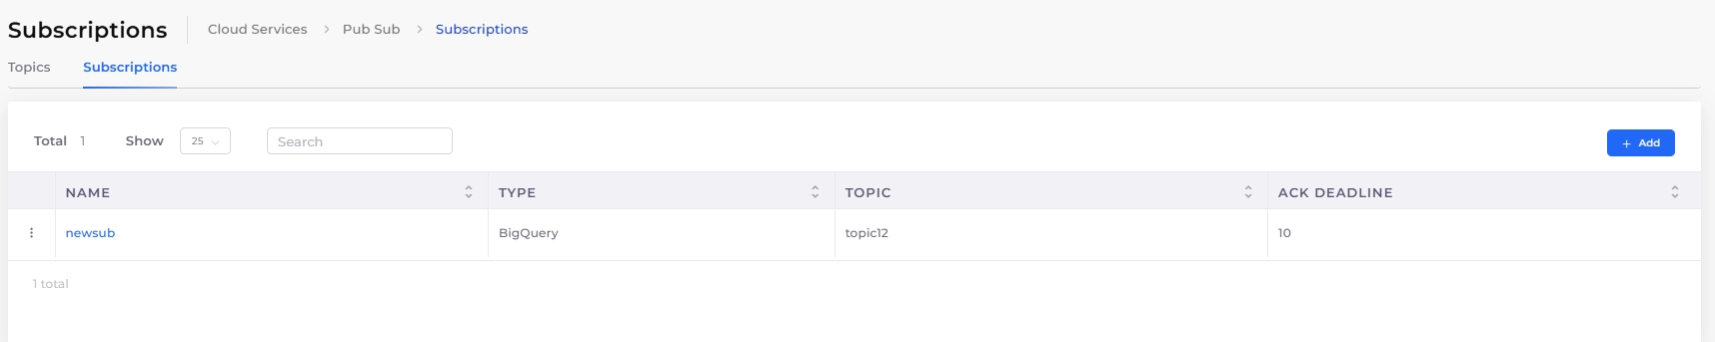 Subscriptions Cloud Services > Pub Sub > Subscriptions
Topics Subscriptions
Total 1 Show 25 Search + Add
NAME TYPE TOPIC ACK DEADLINE
newsub BigQuery topic12 10
1 total